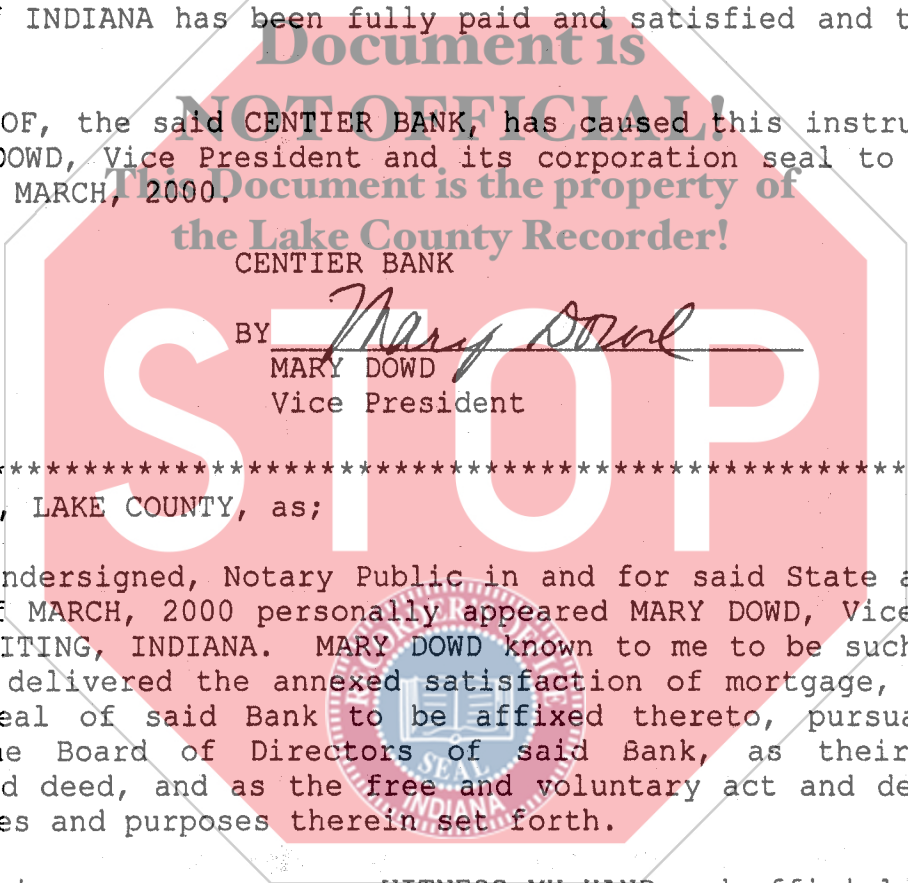 INDIANA has been fully paid and satisfied and t
Document is
NOT OFFICIAL!
OF, the said CENTIER BANK, has caused this instru
DOWD, Vice President and its corporation seal to
This Document is the property of
MARCH, 2000.
the Lake County Recorder!
CENTIER BANK
BY Mary Dowd
MARY DOWD
Vice President
STOP
************************************************************
, LAKE COUNTY, as;
ndersigned, Notary Public in and for said State a
f MARCH, 2000 personally appeared MARY DOWD, Vice
ITING, INDIANA. MARY DOWD known to me to be such
delivered the annexed satisfaction of mortgage,
eal of said Bank to be affixed thereto, pursua
e Board of Directors of said Bank, as their
d deed, and as the free and voluntary act and de
es and purposes therein set forth.
SEAL
INDIANA
WITNESS MY HAND